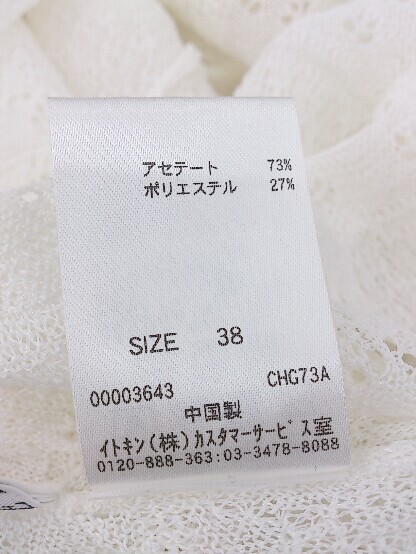 アセテート 73%
ポリエステル 27%
SIZE 38
00003643 CHG73A
中国製
イトキン(株)カスタマーサービス室
0120-888-363:03-3478-8088